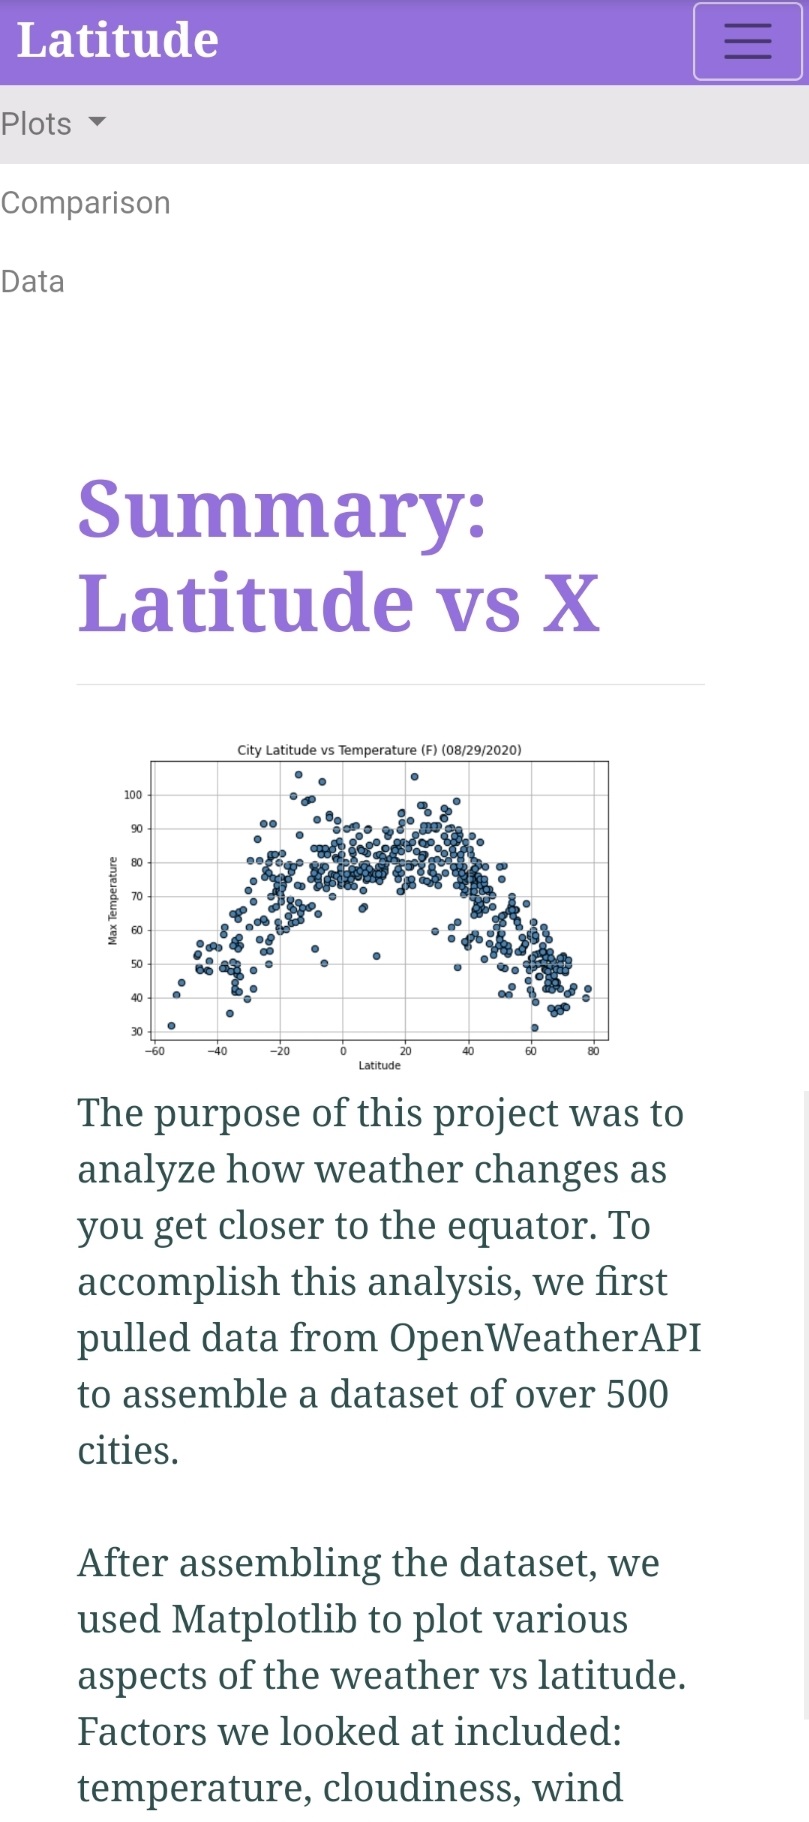 Latitude
Plots
Comparison
Data
Summary:
Latitude vs X
City Latitude vs Temperature (F) (08/29/2020)
Max Temperature
100
90
80
70
60
50
40
30
−60 −40 −20 0 20 40 60 80
Latitude
The purpose of this project was to
analyze how weather changes as
you get closer to the equator. To
accomplish this analysis, we first
pulled data from OpenWeatherAPI
to assemble a dataset of over 500
cities.
After assembling the dataset, we
used Matplotlib to plot various
aspects of the weather vs latitude.
Factors we looked at included:
temperature, cloudiness, wind